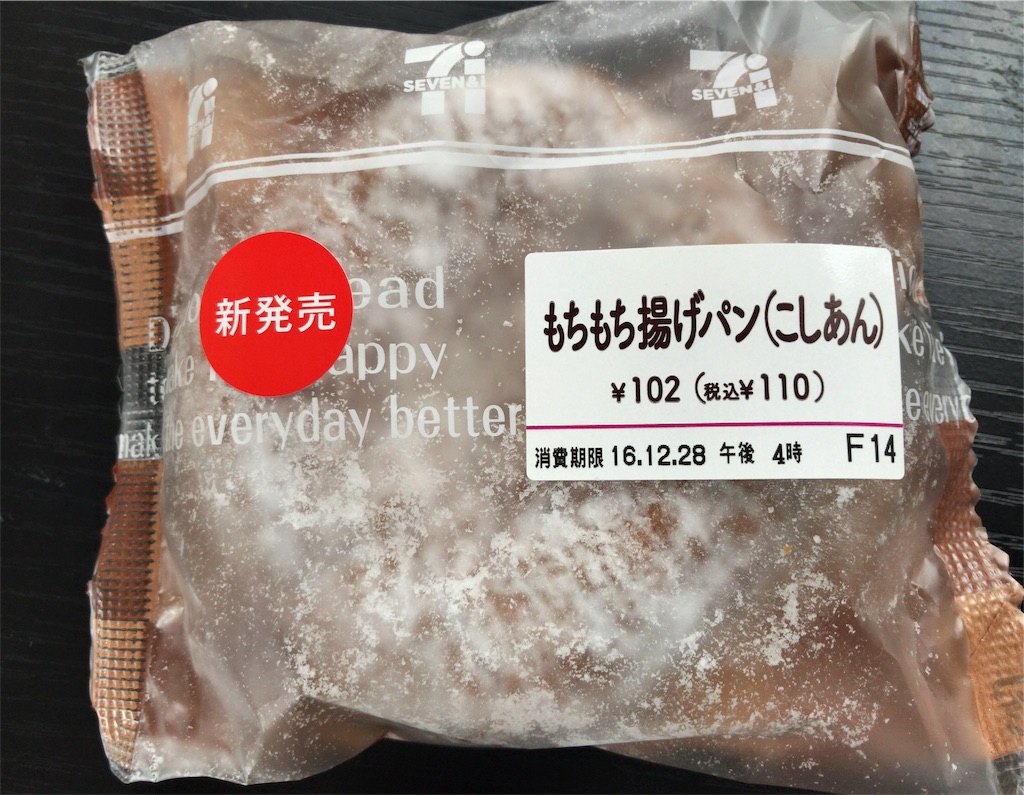 SEVEN&i
SEVEN&i
SEVEN&i
新発売
ead
appy
everyday better
もちもち揚げパン(こしあん)
¥102 (税込¥110)
消費期限 16.12.28 午後 4時 F14